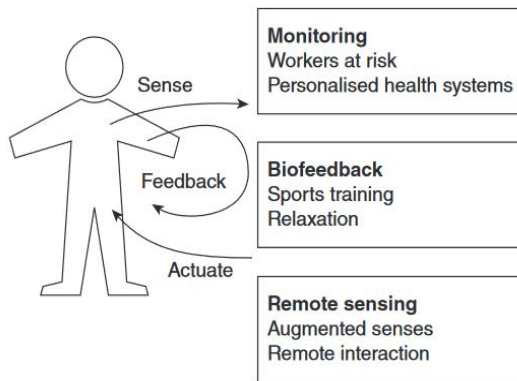 Monitoring
Workers at risk
Personalised health systems
Sense
Biofeedback
Sports training
Relaxation
Feedback
Actuate
Remote sensing
Augmented senses
Remote interaction